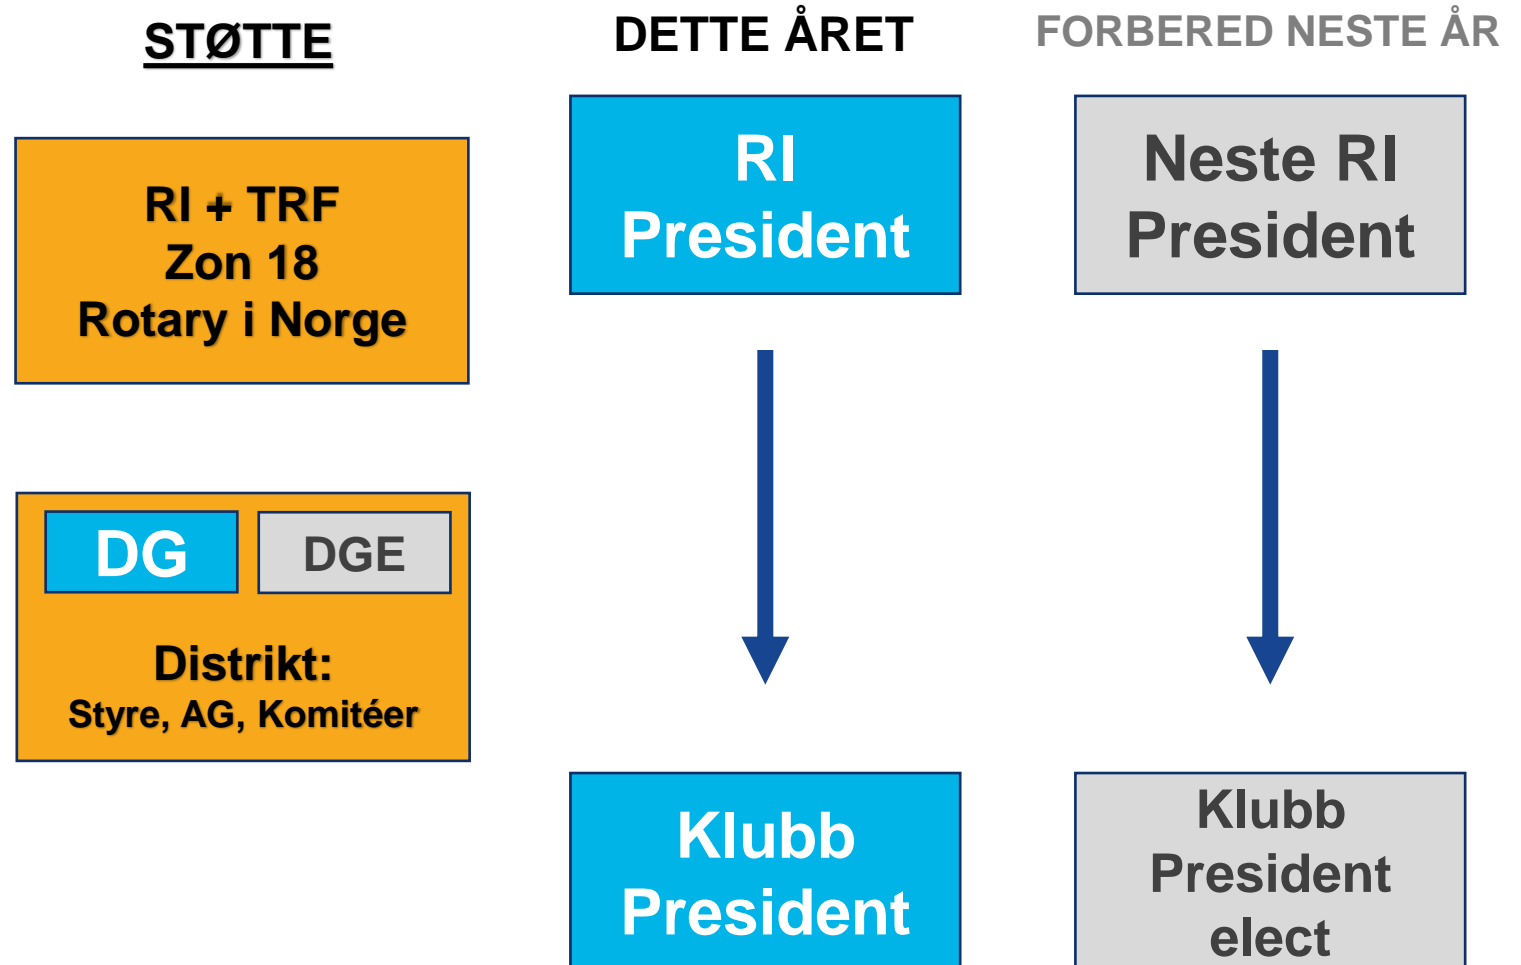 STØTTE
RI + TRF
Zon 18
Rotary i Norge
DG
DGE
Distrikt:
Styre, AG, Komitéer
DETTE ÅRET
RI
President
Klubb
President
FORBERED NESTE ÅR
Neste RI
President
Klubb
President
elect